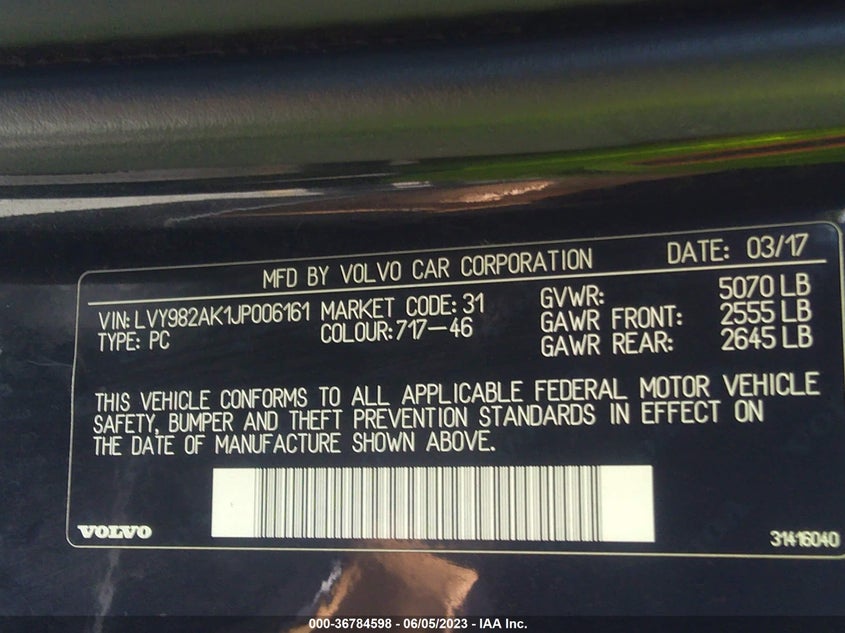 MFD BY VOLVO CAR CORPORATION DATE: 03/17
VIN: LVY982AK1JP006161 MARKET CODE: 31 GVWR: 5070 LB
TYPE: PC COLOUR: 717-46 GAWR FRONT: 2555 LB
GAWR REAR: 2645 LB
THIS VEHICLE CONFORMS TO ALL APPLICABLE FEDERAL MOTOR VEHICLE
SAFETY, BUMPER AND THEFT PREVENTION STANDARDS IN EFFECT ON
THE DATE OF MANUFACTURE SHOWN ABOVE.
VOLVO 31416040
000-36784598 - 06/05/2023 - IAA Inc.